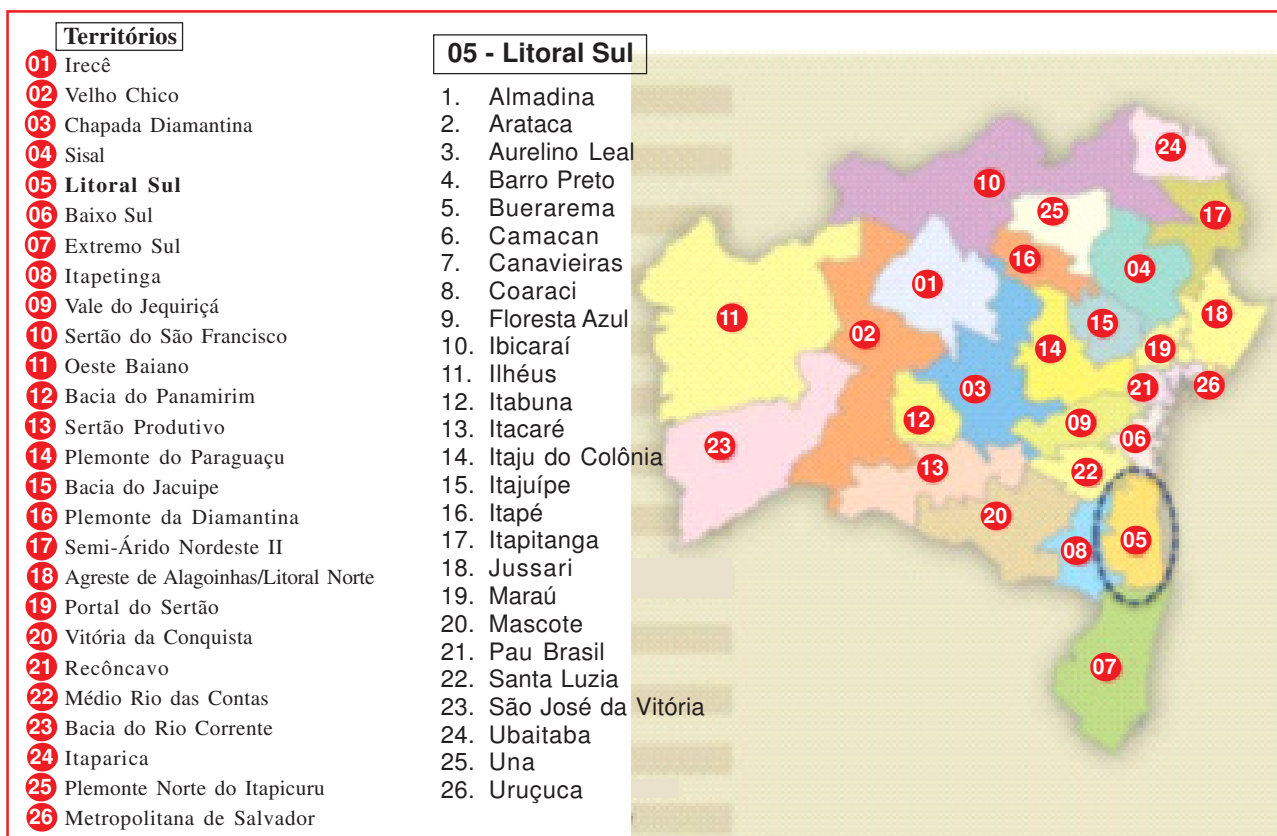 Territórios
01 Irecê
02 Velho Chico
03 Chapada Diamantina
04 Sisal
05 Litoral Sul
06 Baixo Sul
07 Extremo Sul
08 Itapetinga
09 Vale do Jequiriçá
10 Sertão do São Francisco
11 Oeste Baiano
12 Bacia do Panamirim
13 Sertão Produtivo
14 Plemonte do Paraguaçu
15 Bacia do Jacuipe
16 Plemonte da Diamantina
17 Semi-Árido Nordeste II
18 Agreste de Alagoinhas/Litoral Norte
19 Portal do Sertão
20 Vitória da Conquista
21 Recôncavo
22 Médio Rio das Contas
23 Bacia do Rio Corrente
24 Itaparica
25 Plemonte Norte do Itapicuru
26 Metropolitana de Salvador
05 - Litoral Sul
1. Almadina
2. Arataca
3. Aurelino Leal
4. Barro Preto
5. Buerarema
6. Camacan
7. Canavieiras
8. Coaraci
9. Floresta Azul
10. Ibicaraí
11. Ilhéus
12. Itabuna
13. Itacaré
14. Itaju do Colônia
15. Itajuípe
16. Itapé
17. Itapitanga
18. Jussari
19. Maraú
20. Mascote
21. Pau Brasil
22. Santa Luzia
23. São José da Vitória
24. Ubaitaba
25. Una
26. Uruçuca
24
10
25
17
16
04
01
18
11
15
02
14
19
21
26
03
12
09
06
23
13
22
20
05
08
07